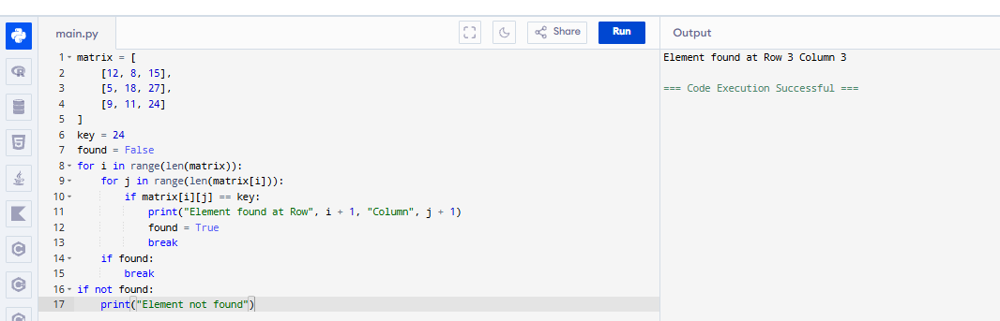 main.py
Share
Run
Output
1 matrix = [
2     [12, 8, 15],
3     [5, 18, 27],
4     [9, 11, 24]
5 ]
6 key = 24
7 found = False
8 for i in range(len(matrix)):
9     for j in range(len(matrix[i])):
10         if matrix[i][j] == key:
11             print("Element found at Row", i + 1, "Column", j + 1)
12             found = True
13             break
14     if found:
15         break
16 if not found:
17     print("Element not found")
Element found at Row 3 Column 3
=== Code Execution Successful ===